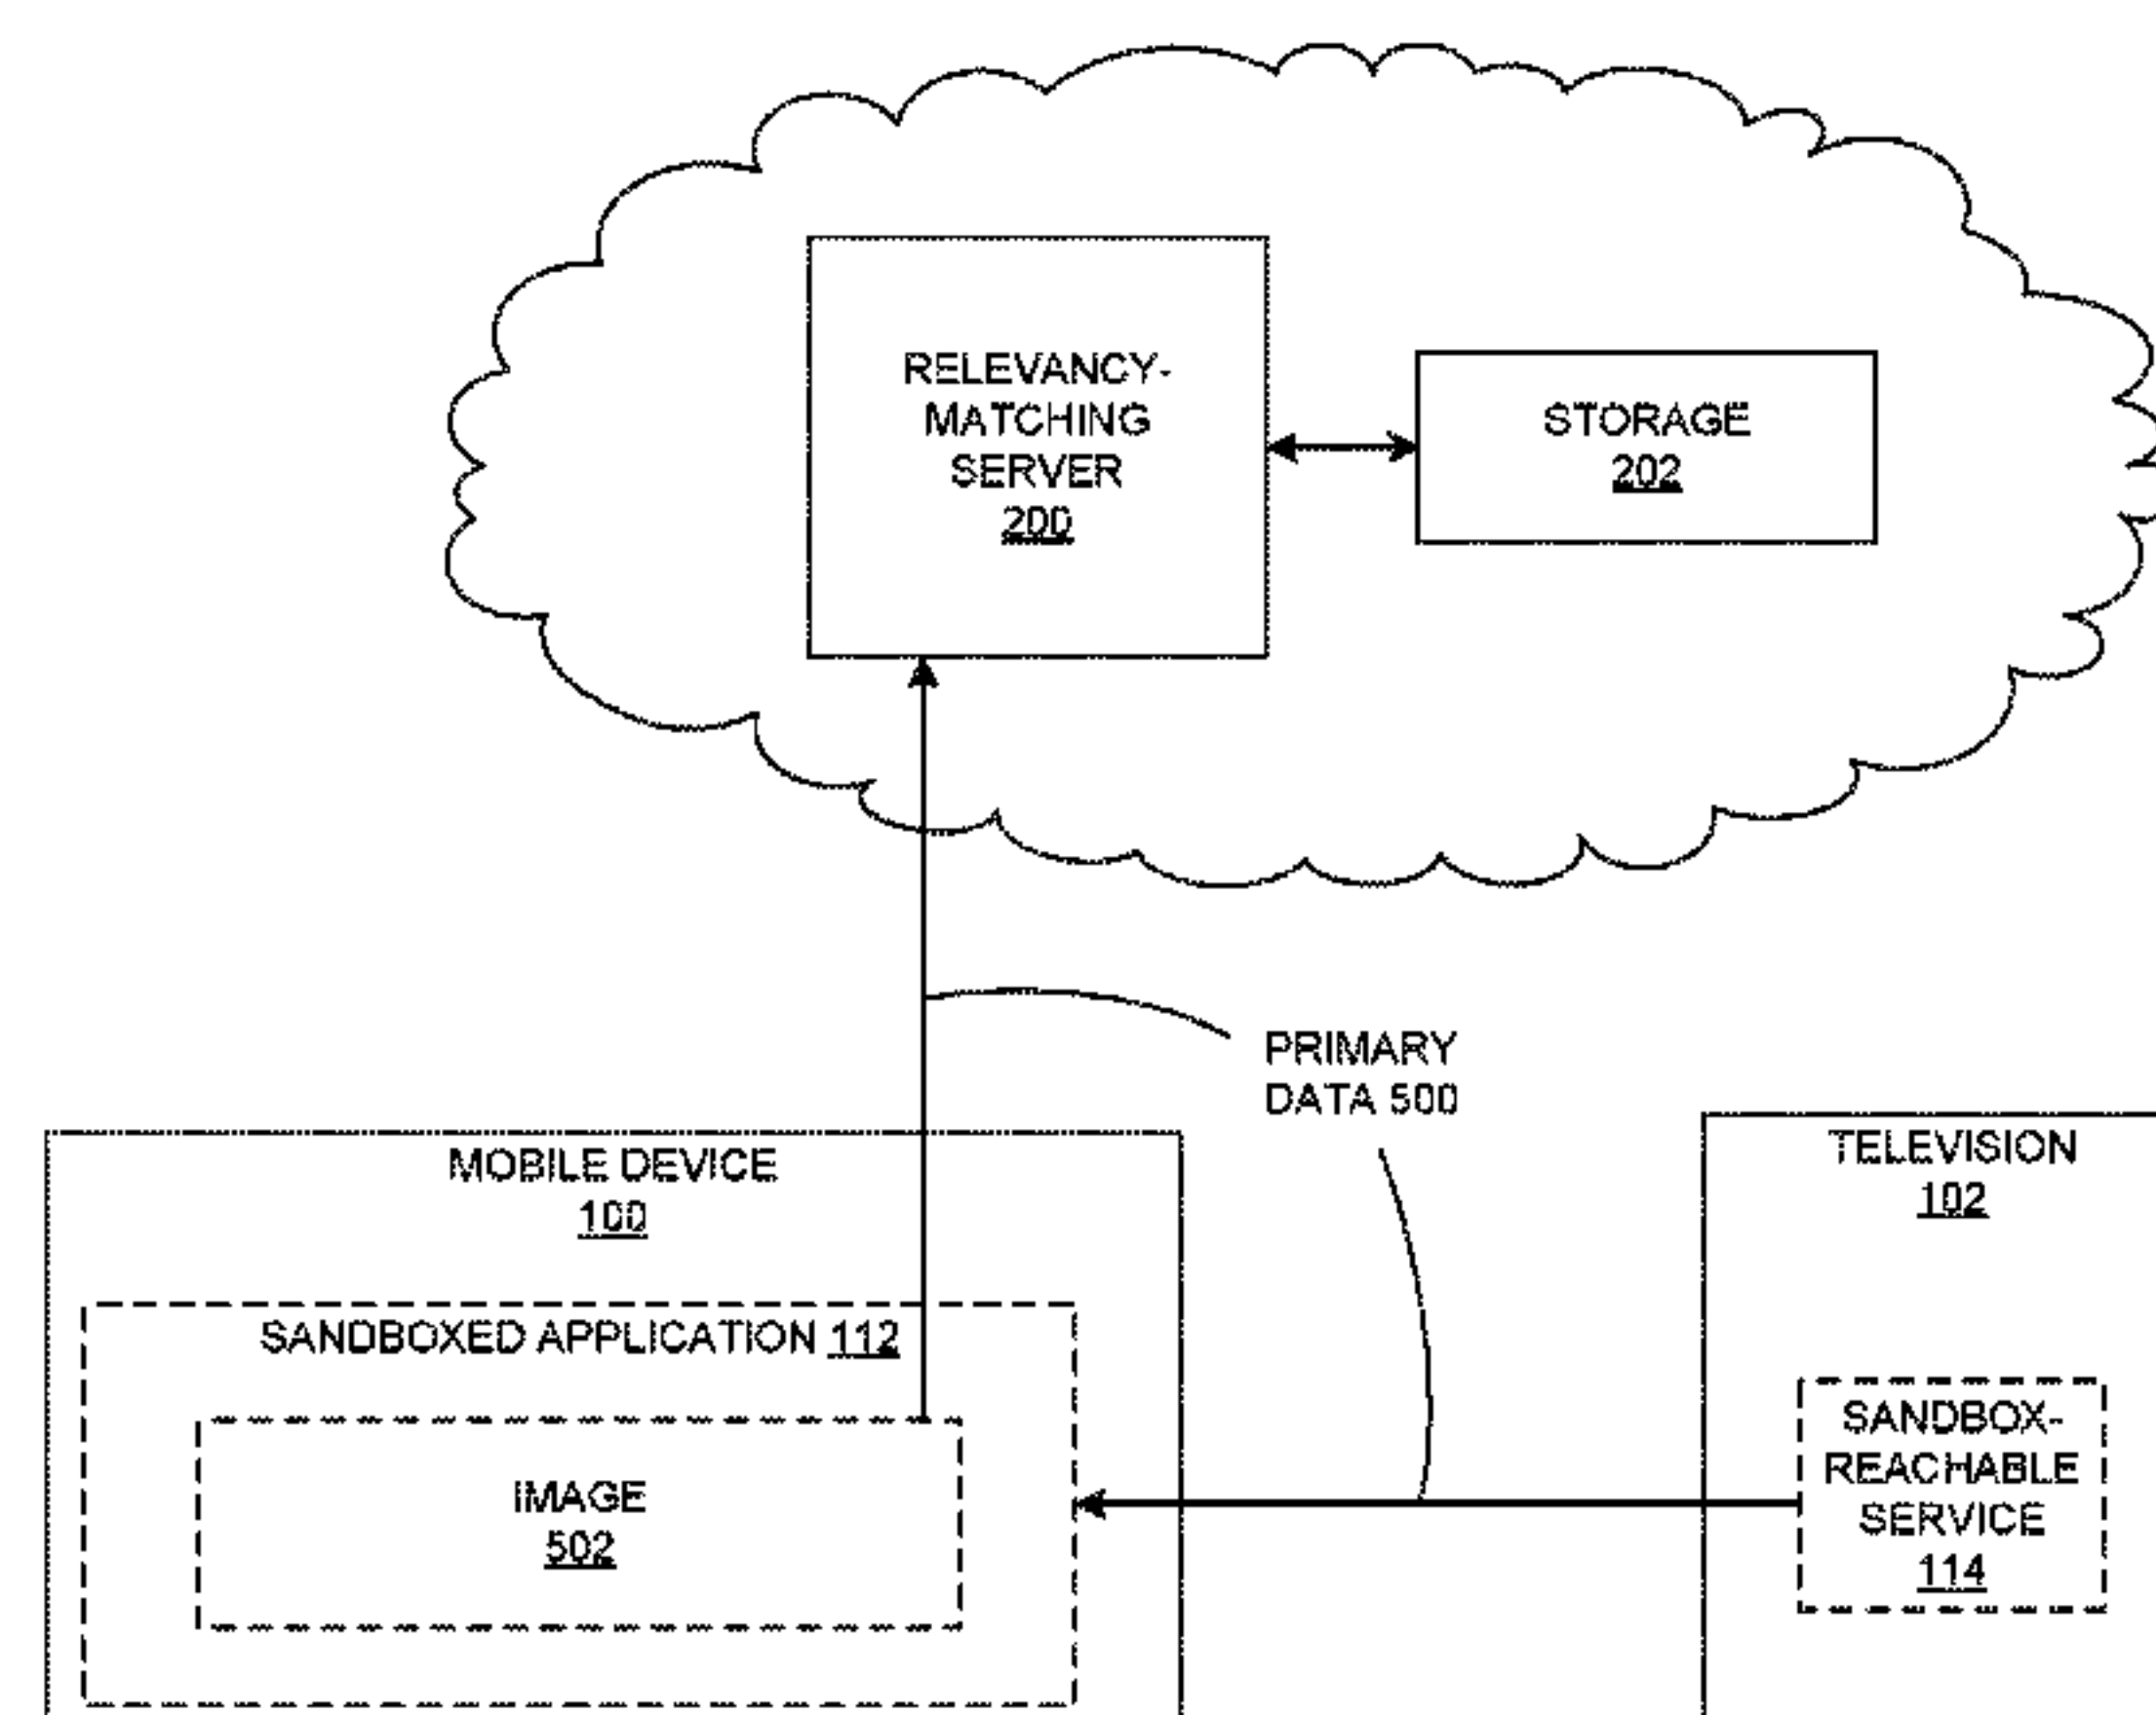 RELEVANCY-
MATCHING
SERVER
200
STORAGE
202
PRIMARY
DATA 500
MOBILE DEVICE
100
TELEVISION
102
SANDBOXED APPLICATION 112
IMAGE
502
SANDBOX-
REACHABLE
SERVICE
114